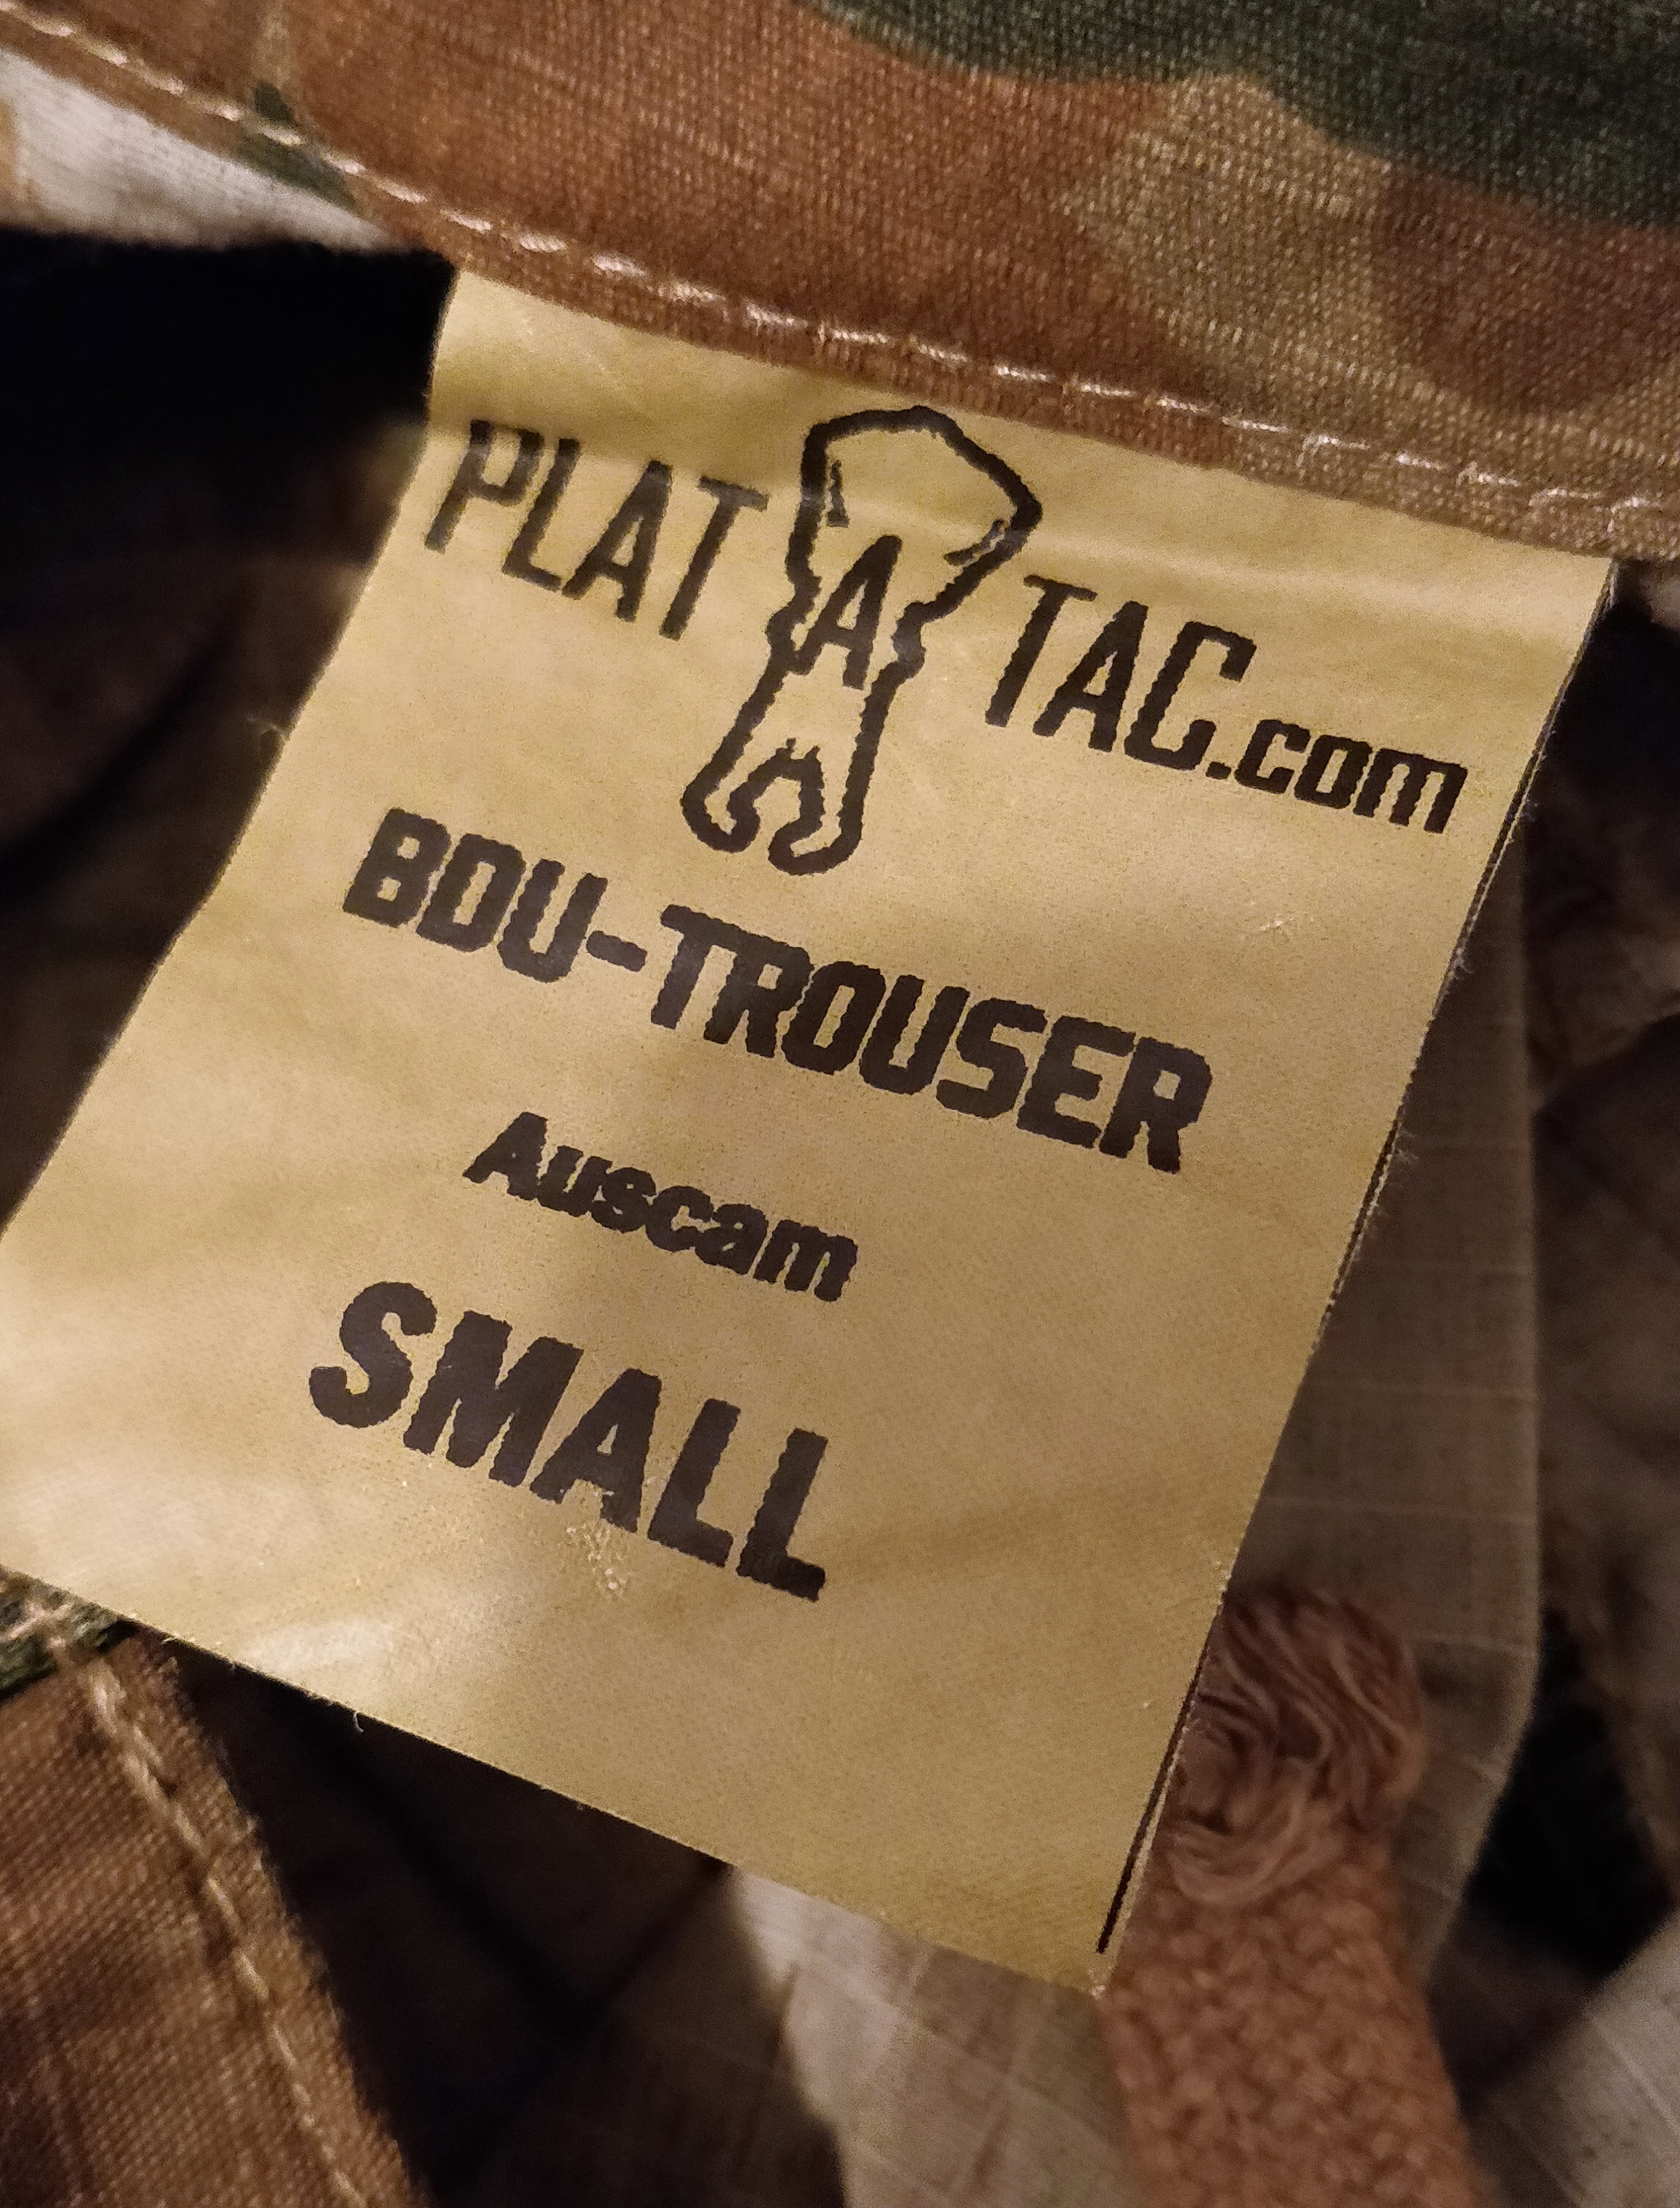 PLAT A TAC.com
BDU-TROUSER
Auscam
SMALL